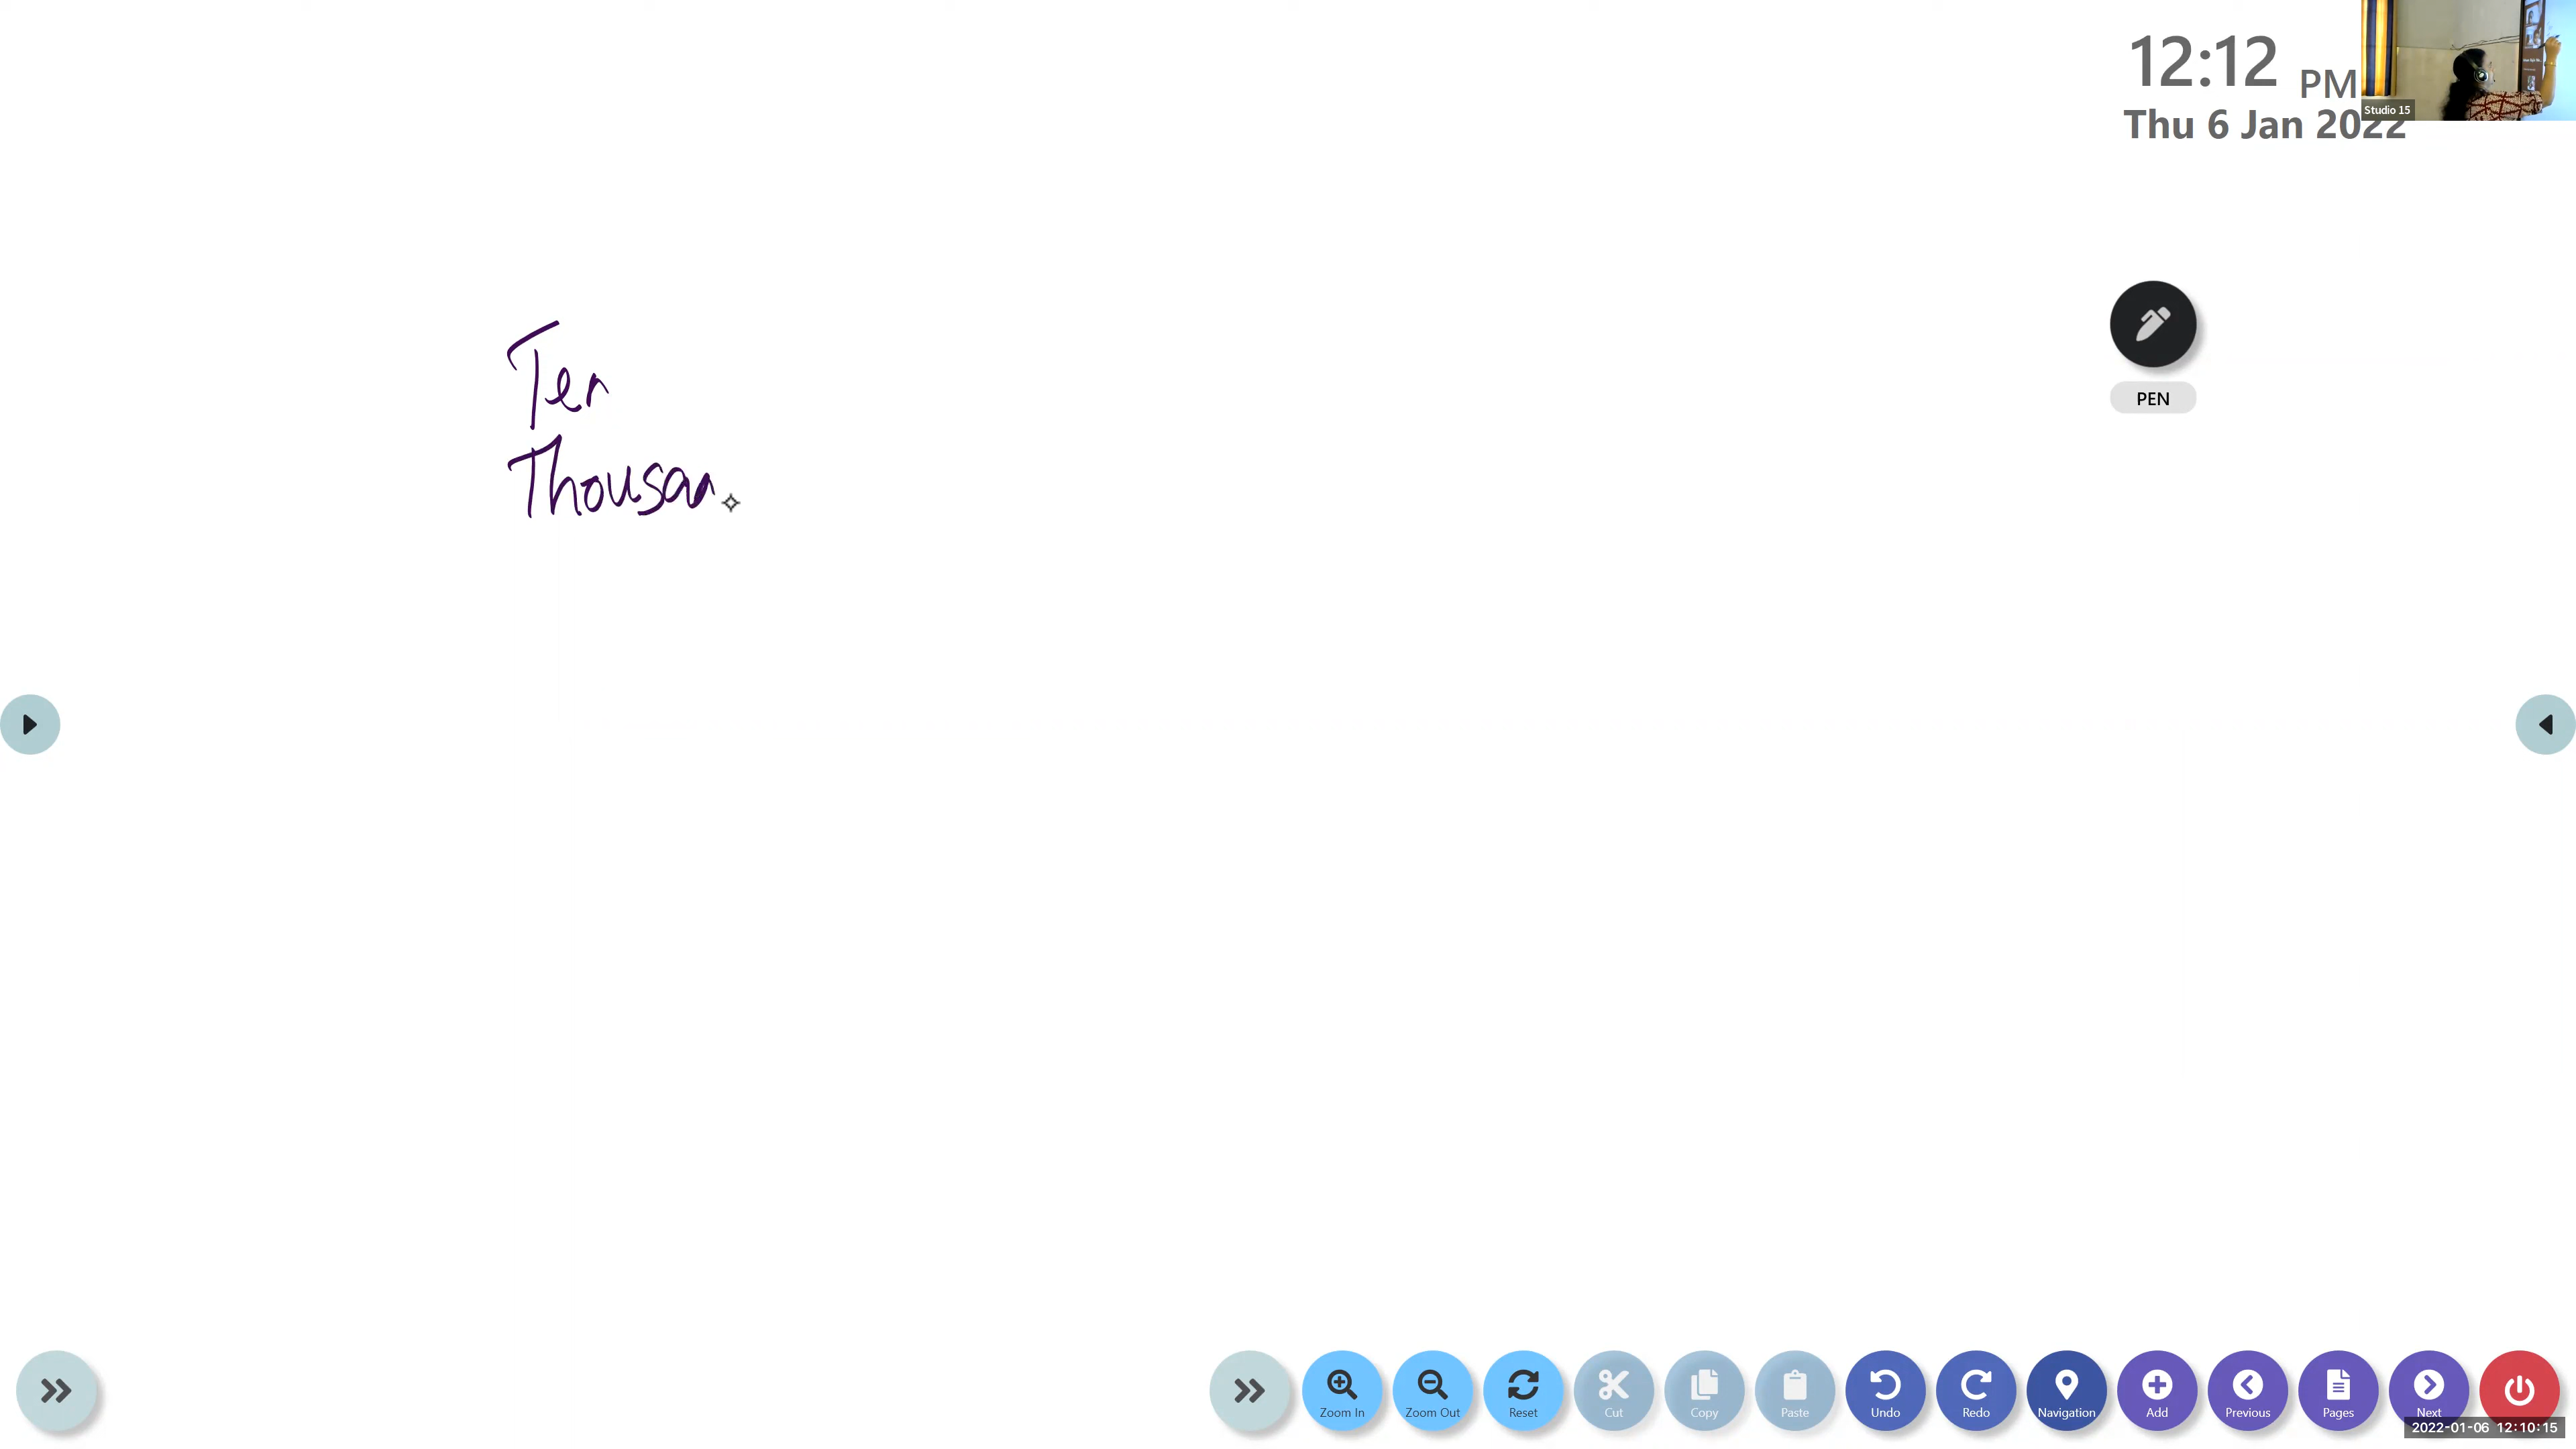 12:12 PM
Studio 15
Thu 6 Jan 2022
PEN
Ten
Thousan
Zoom In
Zoom Out
Reset
Cut
Copy
Paste
Undo
Redo
Navigation
Add
Previous
Pages
Next
2022-01-06 12:10:15